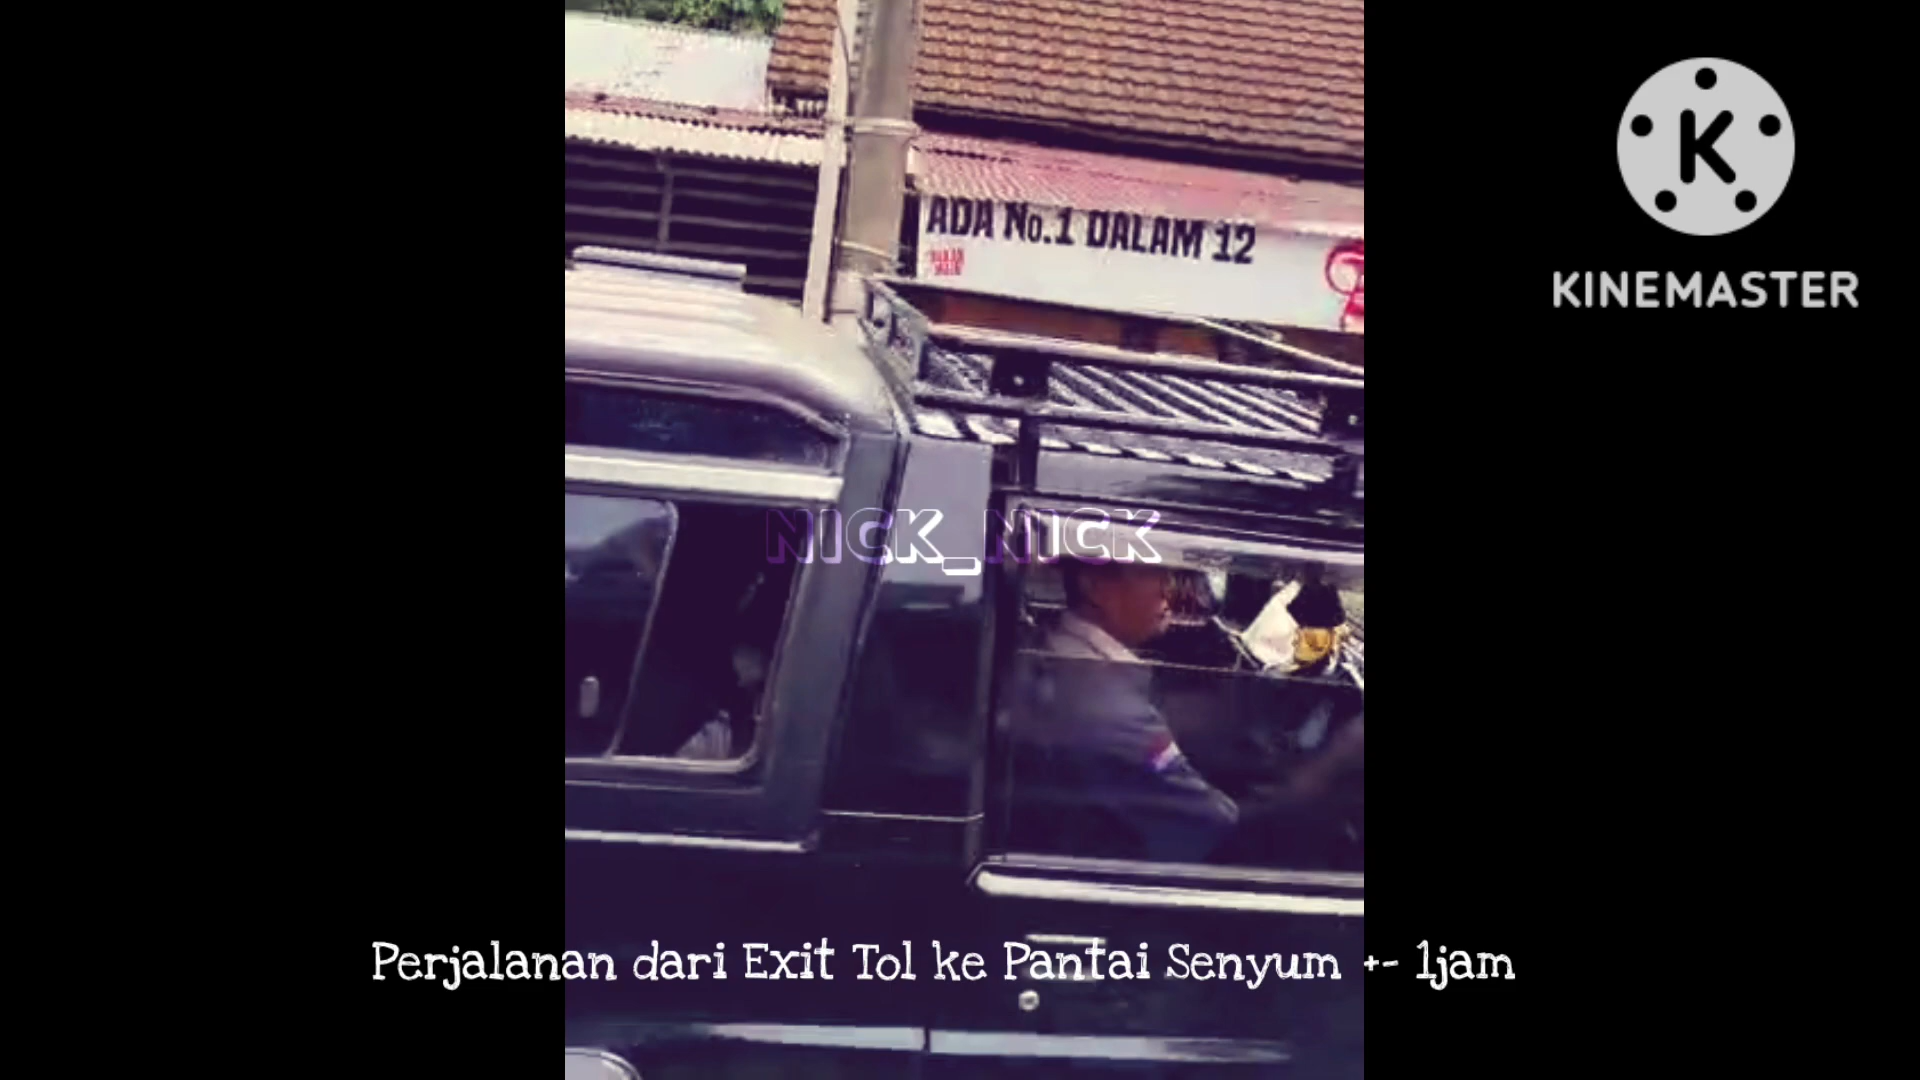 K
KINEMASTER
ADA No.1 DALAM 12
NICK_NICK
Perjalanan dari Exit Tol ke Pantai Senyum +- 1jam